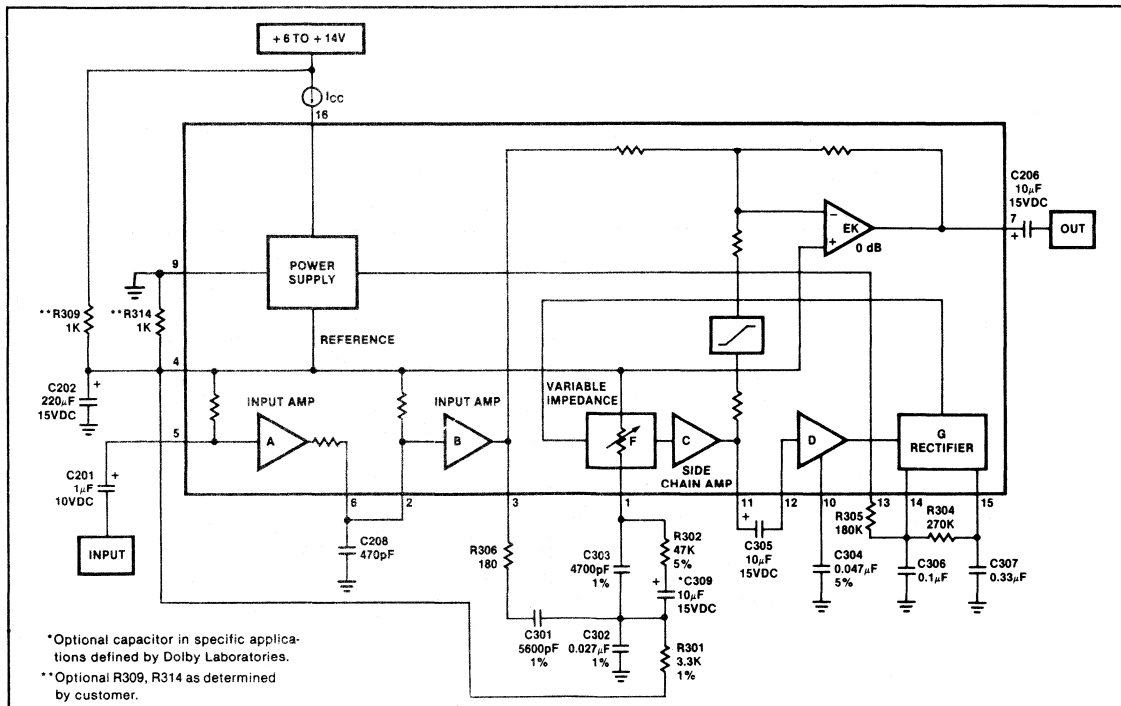 +6 TO +14V
ICC
16
C206
10µF
15VDC
7
+
OUT
−
EK
+
0 dB
9
POWER
SUPPLY
**R309
1K
**R314
1K
REFERENCE
4
C202
220µF
15VDC
+
INPUT AMP
A
INPUT AMP
B
VARIABLE
IMPEDANCE
F
C
SIDE
CHAIN AMP
D
G
RECTIFIER
5
C201
1µF
10VDC
+
INPUT
6
2
3
1
11
12
10
13
14
15
C208
470pF
R306
180
C303
4700pF
1%
R302
47K
5%
+
*C309
10µF
15VDC
+
C305
10µF
15VDC
C304
0.047µF
5%
R305
180K
R304
270K
C306
0.1µF
C307
0.33µF
C301
5600pF
1%
C302
0.027µF
1%
R301
3.3K
1%
*Optional capacitor in specific applica-
tions defined by Dolby Laboratories.
**Optional R309, R314 as determined
by customer.